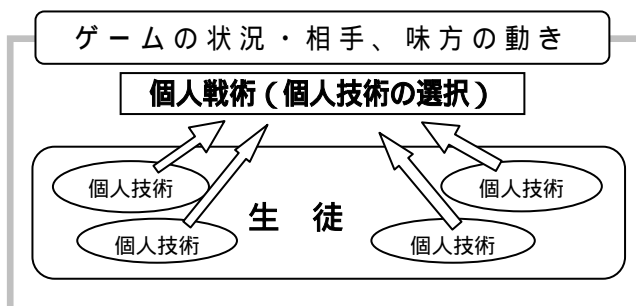 ゲームの状況・相手、味方の動き
個人戦術（個人技術の選択）
個人技術
個人技術
生 徒
個人技術
個人技術